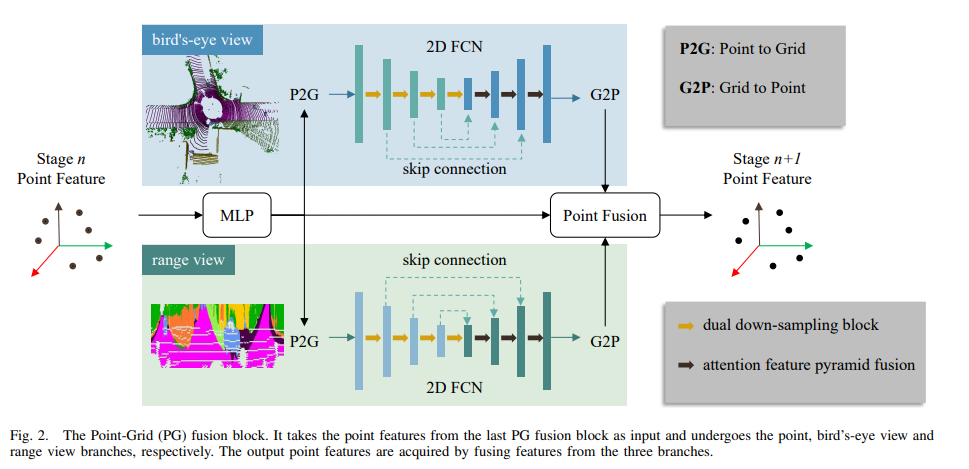 bird's-eye view
2D FCN
P2G
G2P
skip connection
P2G: Point to Grid
G2P: Grid to Point
Stage n
Point Feature
MLP
Point Fusion
Stage n+1
Point Feature
range view
skip connection
P2G
G2P
2D FCN
dual down-sampling block
attention feature pyramid fusion
Fig. 2. The Point-Grid (PG) fusion block. It takes the point features from the last PG fusion block as input and undergoes the point, bird's-eye view and
range view branches, respectively. The output point features are acquired by fusing features from the three branches.